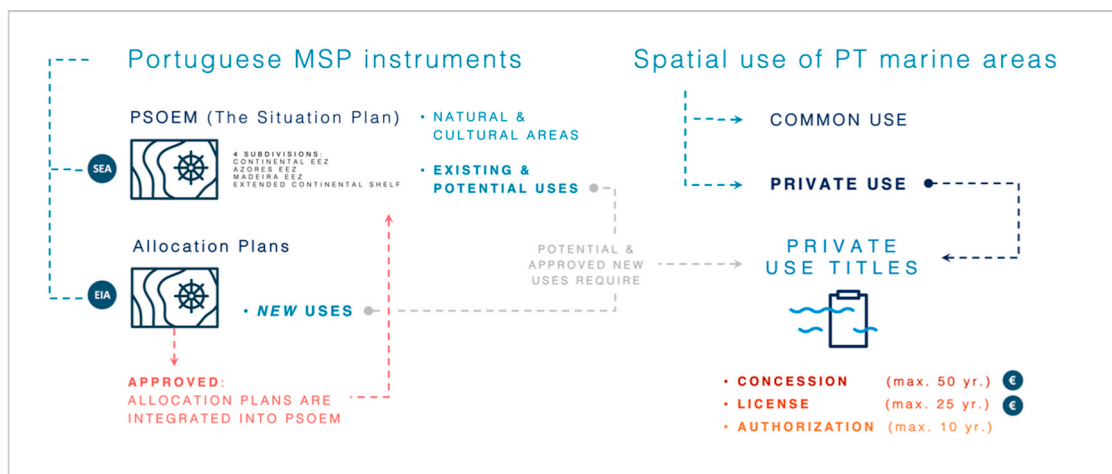 Portuguese MSP instruments
PSOEM (The Situation Plan)
SEA
4 SUBDIVISIONS:
CONTINENTAL EEZ
AZORES EEZ
MADEIRA EEZ
EXTENDED CONTINENTAL SHELF
• NATURAL &
CULTURAL AREAS
• EXISTING &
POTENTIAL USES
Allocation Plans
EIA
• NEW USES
APPROVED:
ALLOCATION PLANS ARE
INTEGRATED INTO PSOEM
POTENTIAL &
APPROVED NEW
USES REQUIRE
Spatial use of PT marine areas
COMMON USE
PRIVATE USE
PRIVATE
USE TITLES
• CONCESSION (max. 50 yr.) €
• LICENSE (max. 25 yr.) €
• AUTHORIZATION (max. 10 yr.)